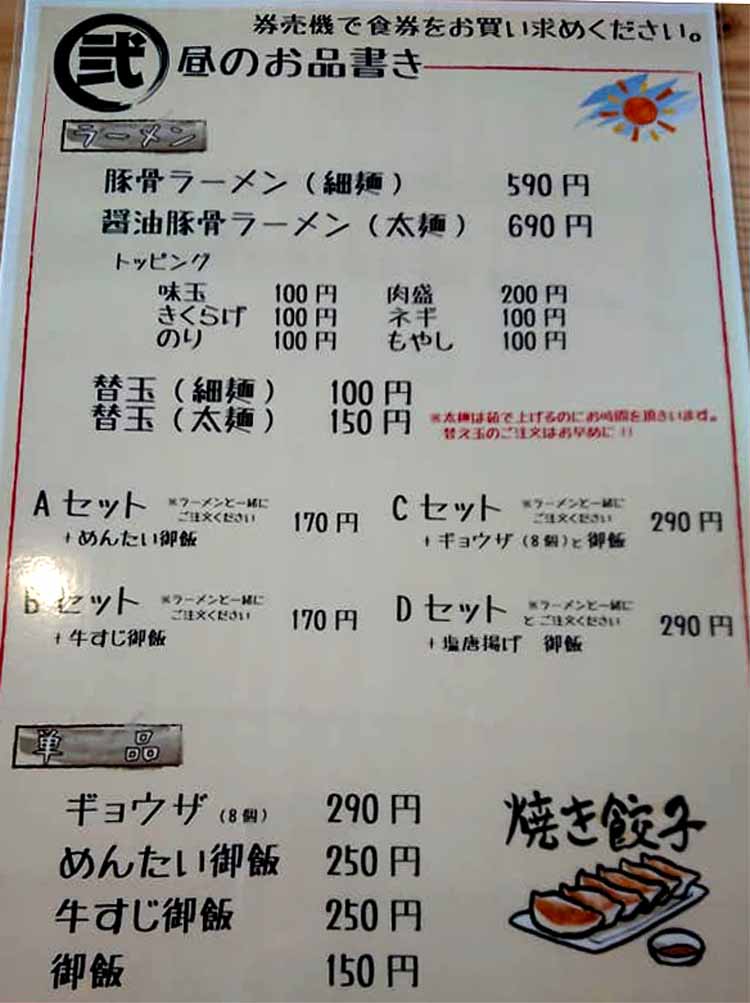 券売機で食券をお買い求めください。
弐 昼のお品書き
ラーメン
豚骨ラーメン(細麺) 590円
醤油豚骨ラーメン(太麺) 690円
トッピング
味玉 100円 肉盛 200円
きくらげ 100円 ネギ 100円
のり 100円 もやし 100円
替玉(細麺) 100円
替玉(太麺) 150円
※太麺は茹で上げるのにお時間を頂きいます。
替え玉のご注文はお早めに!!
Aセット ※ラーメンと一緒に
ご注文ください 170円
+めんたい御飯
Cセット ※ラーメンと一緒に
ご注文ください 290円
+ギョウザ(8個)と御飯
Bセット ※ラーメンと一緒に
ご注文ください 170円
+牛すじ御飯
Dセット ※ラーメンと一緒に
とご注文ください 290円
+塩唐揚げ 御飯
単品
ギョウザ(8個) 290円
めんたい御飯 250円
牛すじ御飯 250円
御飯 150円
焼き餃子